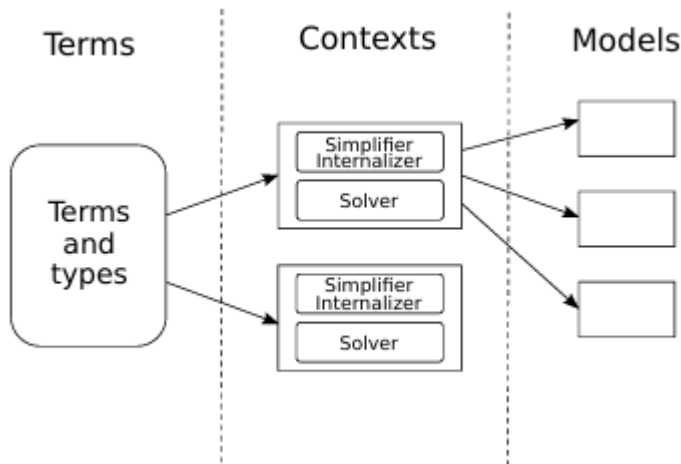 Terms
Contexts
Models
Terms
and
types
Simplifier
Internalizer
Solver
Simplifier
Internalizer
Solver